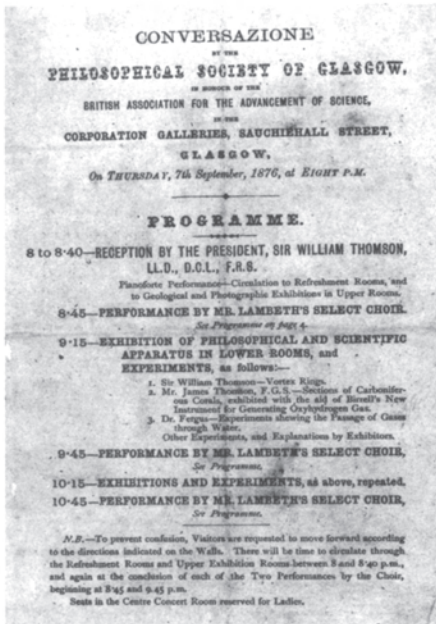 CONVERSAZIONE
BY THE
PHILOSOPHICAL SOCIETY OF GLASGOW,
IN HONOUR OF THE
BRITISH ASSOCIATION FOR THE ADVANCEMENT OF SCIENCE,
IN THE
CORPORATION GALLERIES, SAUCHIEHALL STREET,
GLASGOW,
On THURSDAY, 7th September, 1876, at EIGHT P.M.
PROGRAMME.
8 to 8·40—RECEPTION BY THE PRESIDENT, SIR WILLIAM THOMSON,
LL.D., D.C.L., F.R.S.
Pianoforte Performance—Circulation to Refreshment Rooms, and
to Geological and Photographic Exhibitions in Upper Rooms.
8·45—PERFORMANCE BY MR. LAMBETH'S SELECT CHOIR.
See Programme on page 4.
9·15—EXHIBITION OF PHILOSOPHICAL AND SCIENTIFIC
APPARATUS IN LOWER ROOMS, and
EXPERIMENTS, as follows:—
1. Sir William Thomson—Vortex Rings.
2. Mr. James Thomson, F.G.S.—Sections of Carbonifer-
ous Corals, exhibited with the aid of Bicell's New
Instrument for Generating Oxyhydrogen Gas.
3. Dr. Fergus—Experiments shewing the Passage of Gases
through Water.
Other Experiments, and Explanations by Exhibitors.
9·45—PERFORMANCE BY MR. LAMBETH'S SELECT CHOIR,
See Programme.
10·15—EXHIBITIONS AND EXPERIMENTS, as above, repeated.
10·45—PERFORMANCE BY MR. LAMBETH'S SELECT CHOIR,
See Programme.
N.B.—To prevent confusion, Visitors are requested to move forward according
to the directions indicated on the Walls. There will be time to circulate through
the Refreshment Rooms and Upper Exhibition Rooms between 8 and 8·40 p.m.,
and again at the conclusion of each of the Two Performances by the Choir,
beginning at 8·45 and 9.45 p.m.
Seats in the Centre Concert Room reserved for Ladies.